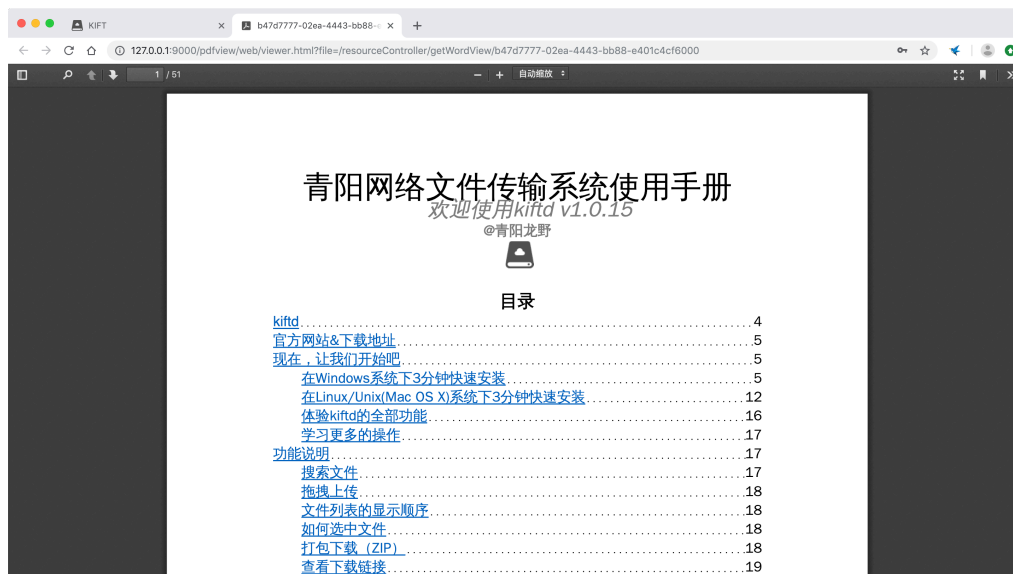 KIFT
b47d7777-02ea-4443-bb88-e
127.0.0.1:9000/pdfview/web/viewer.html?file=/resourceController/getWordView/b47d7777-02ea-4443-bb88-e401c4cf6000
1 / 51
自动缩放
青阳网络文件传输系统使用手册
欢迎使用kiftd v1.0.15
@青阳龙野
目录
kiftd 4
官方网站&下载地址 5
现在，让我们开始吧 5
在Windows系统下3分钟快速安装 5
在Linux/Unix(Mac OS X)系统下3分钟快速安装 12
体验kiftd的全部功能 16
学习更多的操作 17
功能说明 17
搜索文件 17
拖拽上传 18
文件列表的显示顺序 18
如何选中文件 18
打包下载（ZIP） 18
查看下载链接 19